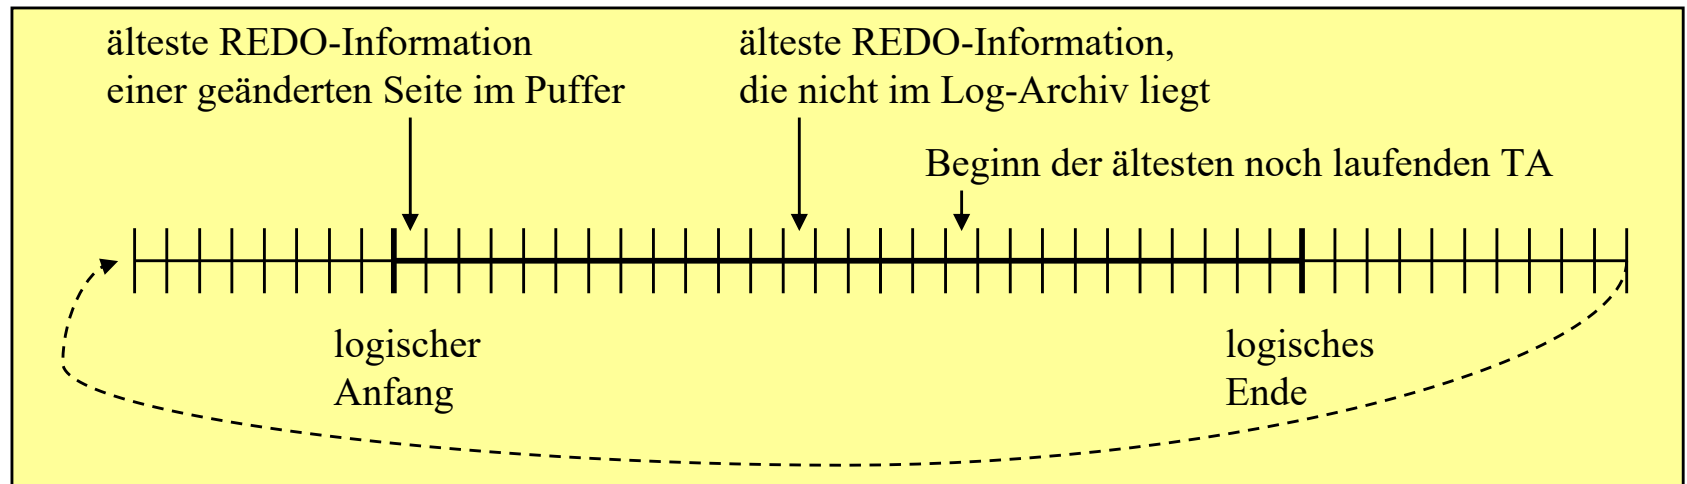 älteste REDO-Information
einer geänderten Seite im Puffer
älteste REDO-Information,
die nicht im Log-Archiv liegt
Beginn der ältesten noch laufenden TA
logischer
Anfang
logisches
Ende